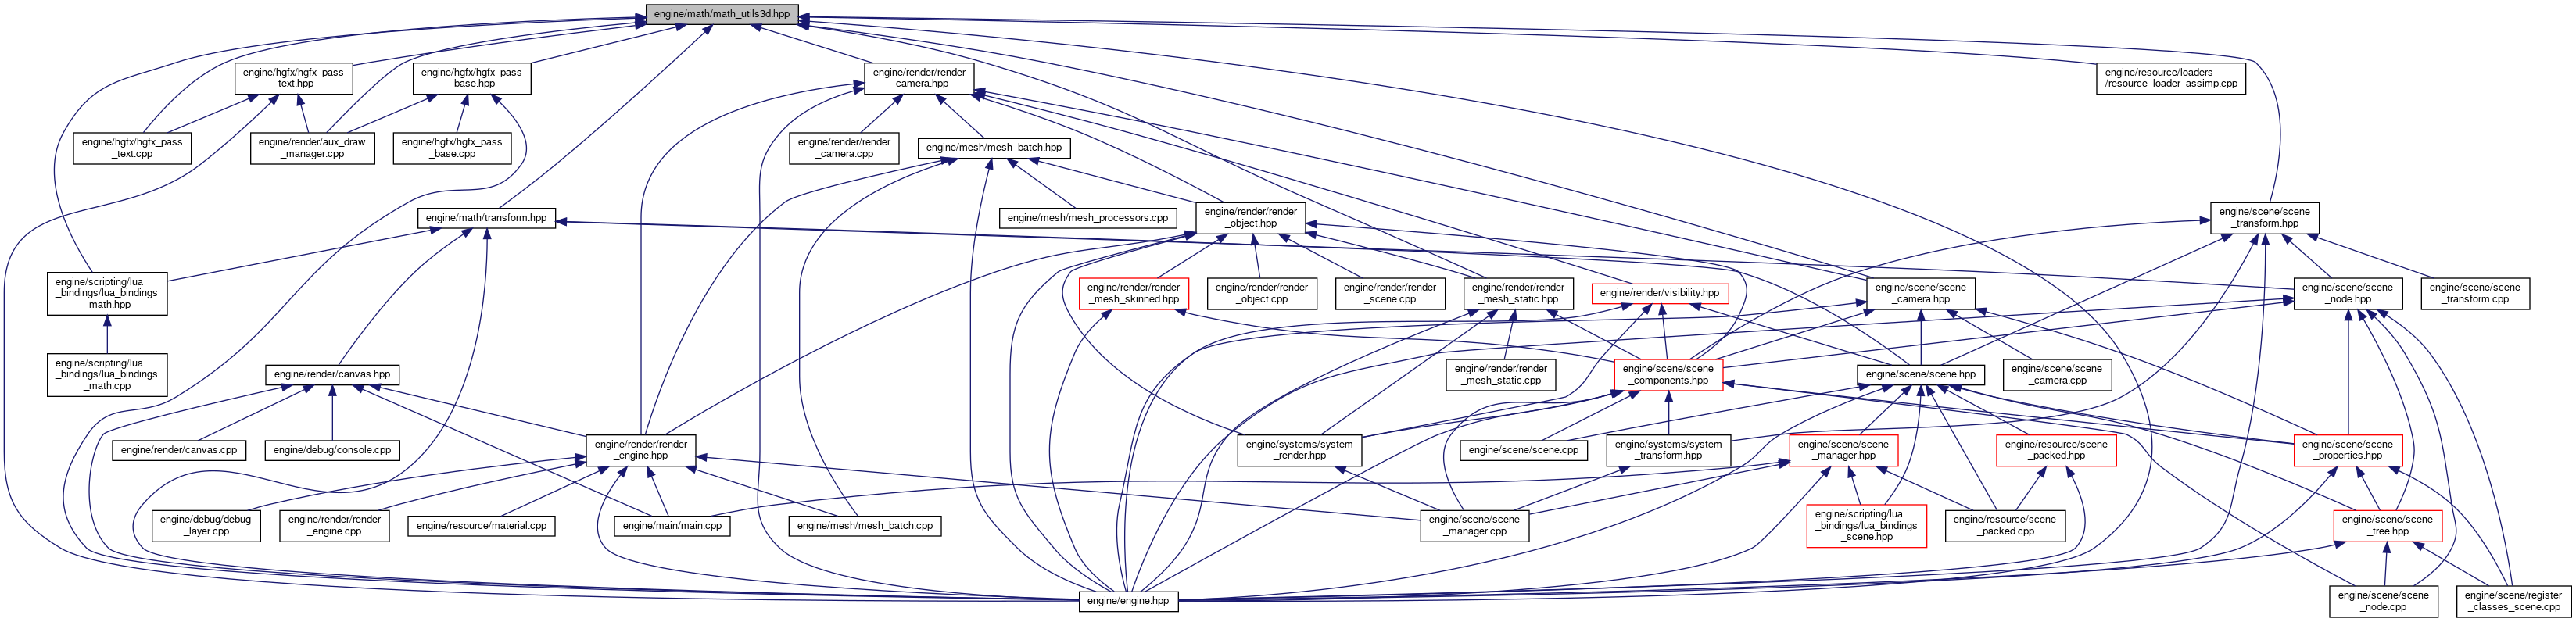 engine/math/math_utils3d.hpp
engine/hgfx/hgfx_pass
_text.hpp
engine/hgfx/hgfx_pass
_base.hpp
engine/render/render
_camera.hpp
engine/resource/loaders
/resource_loader_assimp.cpp
engine/hgfx/hgfx_pass
_text.cpp
engine/render/aux_draw
_manager.cpp
engine/hgfx/hgfx_pass
_base.cpp
engine/render/render
_camera.cpp
engine/mesh/mesh_batch.hpp
engine/math/transform.hpp
engine/mesh/mesh_processors.cpp
engine/render/render
_object.hpp
engine/scene/scene
_transform.hpp
engine/scripting/lua
_bindings/lua_bindings
_math.hpp
engine/render/render
_mesh_skinned.hpp
engine/render/render
_object.cpp
engine/render/render
_scene.cpp
engine/render/render
_mesh_static.hpp
engine/render/visibility.hpp
engine/scene/scene
_camera.hpp
engine/scene/scene
_node.hpp
engine/scene/scene
_transform.cpp
engine/scripting/lua
_bindings/lua_bindings
_math.cpp
engine/render/canvas.hpp
engine/render/render
_mesh_static.cpp
engine/scene/scene
_components.hpp
engine/scene/scene.hpp
engine/scene/scene
_camera.cpp
engine/render/canvas.cpp
engine/debug/console.cpp
engine/render/render
_engine.hpp
engine/systems/system
_render.hpp
engine/scene/scene.cpp
engine/systems/system
_transform.hpp
engine/scene/scene
_manager.hpp
engine/resource/scene
_packed.hpp
engine/scene/scene
_properties.hpp
engine/debug/debug
_layer.cpp
engine/render/render
_engine.cpp
engine/resource/material.cpp
engine/main/main.cpp
engine/mesh/mesh_batch.cpp
engine/scene/scene
_manager.cpp
engine/scripting/lua
_bindings/lua_bindings
_scene.hpp
engine/resource/scene
_packed.cpp
engine/scene/scene
_tree.hpp
engine/engine.hpp
engine/scene/scene
_node.cpp
engine/scene/register
_classes_scene.cpp